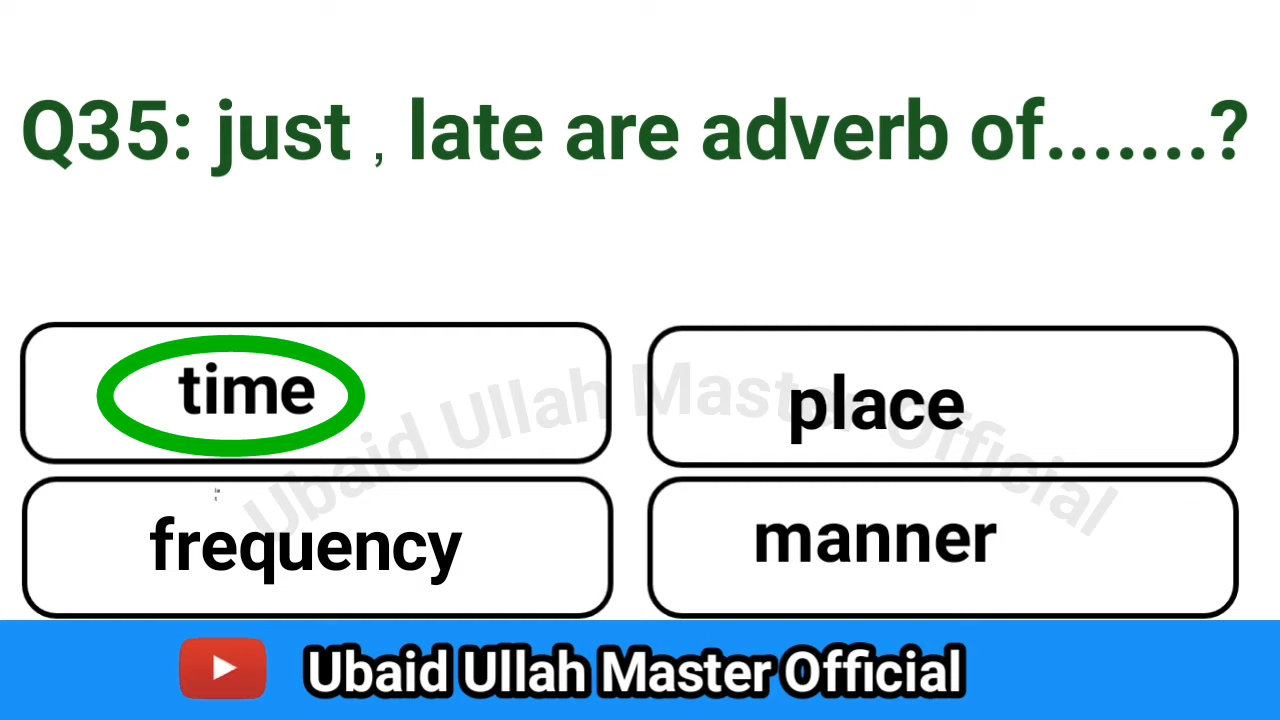 Q35: just , late are adverb of.......?
time
place
frequency
manner
Ubaid Ullah Master Official
Ubaid Ullah Master Official